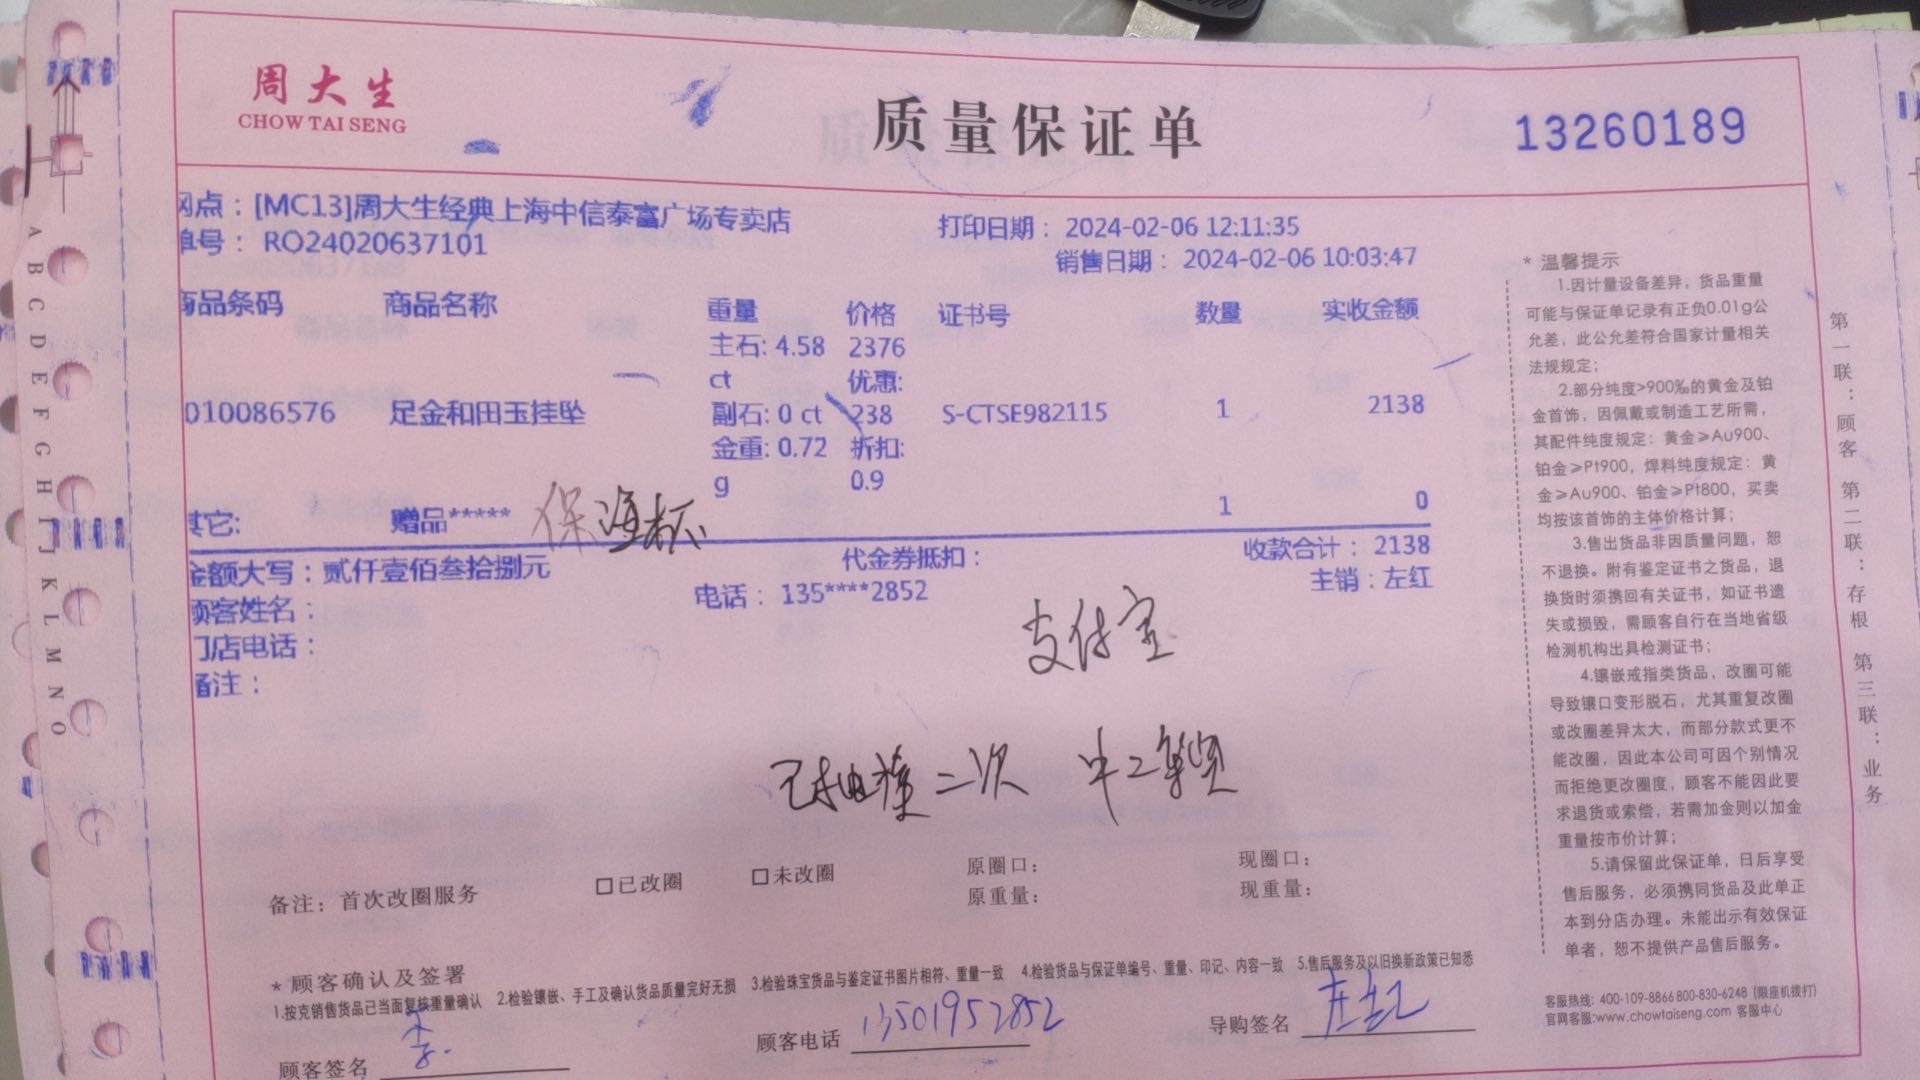 周大生
CHOW TAI SENG
质量保证单
13260189
网点：[MC13]周大生经典上海中信泰富广场专卖店
打印日期： 2024-02-06 12:11:35
单号： RO24020637101
销售日期： 2024-02-06 10:03:47
商品条码 商品名称 重量 价格 证书号 数量 实收金额
主石: 4.58 2376
ct 优惠:
010086576 足金和田玉挂坠 副石: 0 ct 238 S-CTSE982115 1 2138
金重: 0.72 折扣:
g 0.9
其它: 赠品***** 保温杯 1 0
金额大写：贰仟壹佰叁拾捌元 代金券抵扣： 收款合计： 2138
顾客姓名： 电话： 135****2852 主销：左红
门店电话：
备注：
支付宝
已抽奖二次 中二等奖
备注：首次改圈服务 □已改圈 □未改圈 原圈口： 现圈口：
原重量： 现重量：
*顾客确认及签署
1.按克销售货品已当面复核重量确认 2.检验镶嵌、手工及确认货品质量完好无损 3.检验珠宝货品与鉴定证书图片相符、重量一致 4.检验货品与保证单编号、重量、印记、内容一致 5.售后服务及以旧换新政策已知悉
顾客签名 李 顾客电话 13501952852 导购签名 左红
*温馨提示
1.因计量设备差异，货品重量
可能与保证单记录有正负0.01g公
允差，此公允差符合国家计量相关
法规规定；
2.部分纯度>900‰的黄金及铂
金首饰，因佩戴或制造工艺所需，
其配件纯度规定：黄金≥Au900、
铂金≥Pt900，焊料纯度规定：黄
金≥Au900、铂金≥Pt800，买卖
均按该首饰的主体价格计算；
3.售出货品非因质量问题，恕
不退换。附有鉴定证书之货品，退
换货时须携回有关证书，如证书遗
失或损毁，需顾客自行在当地省级
检测机构出具检测证书；
4.镶嵌戒指类货品，改圈可能
导致镶口变形脱石，尤其重复改圈
或改圈差异太大，而部分款式更不
能改圈，因此本公司可因个别情况
而拒绝更改圈度，顾客不能因此要
求退货或索偿，若需加金则以加金
重量按市价计算；
5.请保留此保证单，日后享受
售后服务，必须携同货品及此单正
本到分店办理。未能出示有效保证
单者，恕不提供产品售后服务。
客服热线: 400-109-8866 800-830-6248 (限座机拨打)
官网客服:www.chowtaiseng.com 客服中心
第一联：顾客 第二联：存根 第三联：业务
A B C D E F G H I J K L M N O